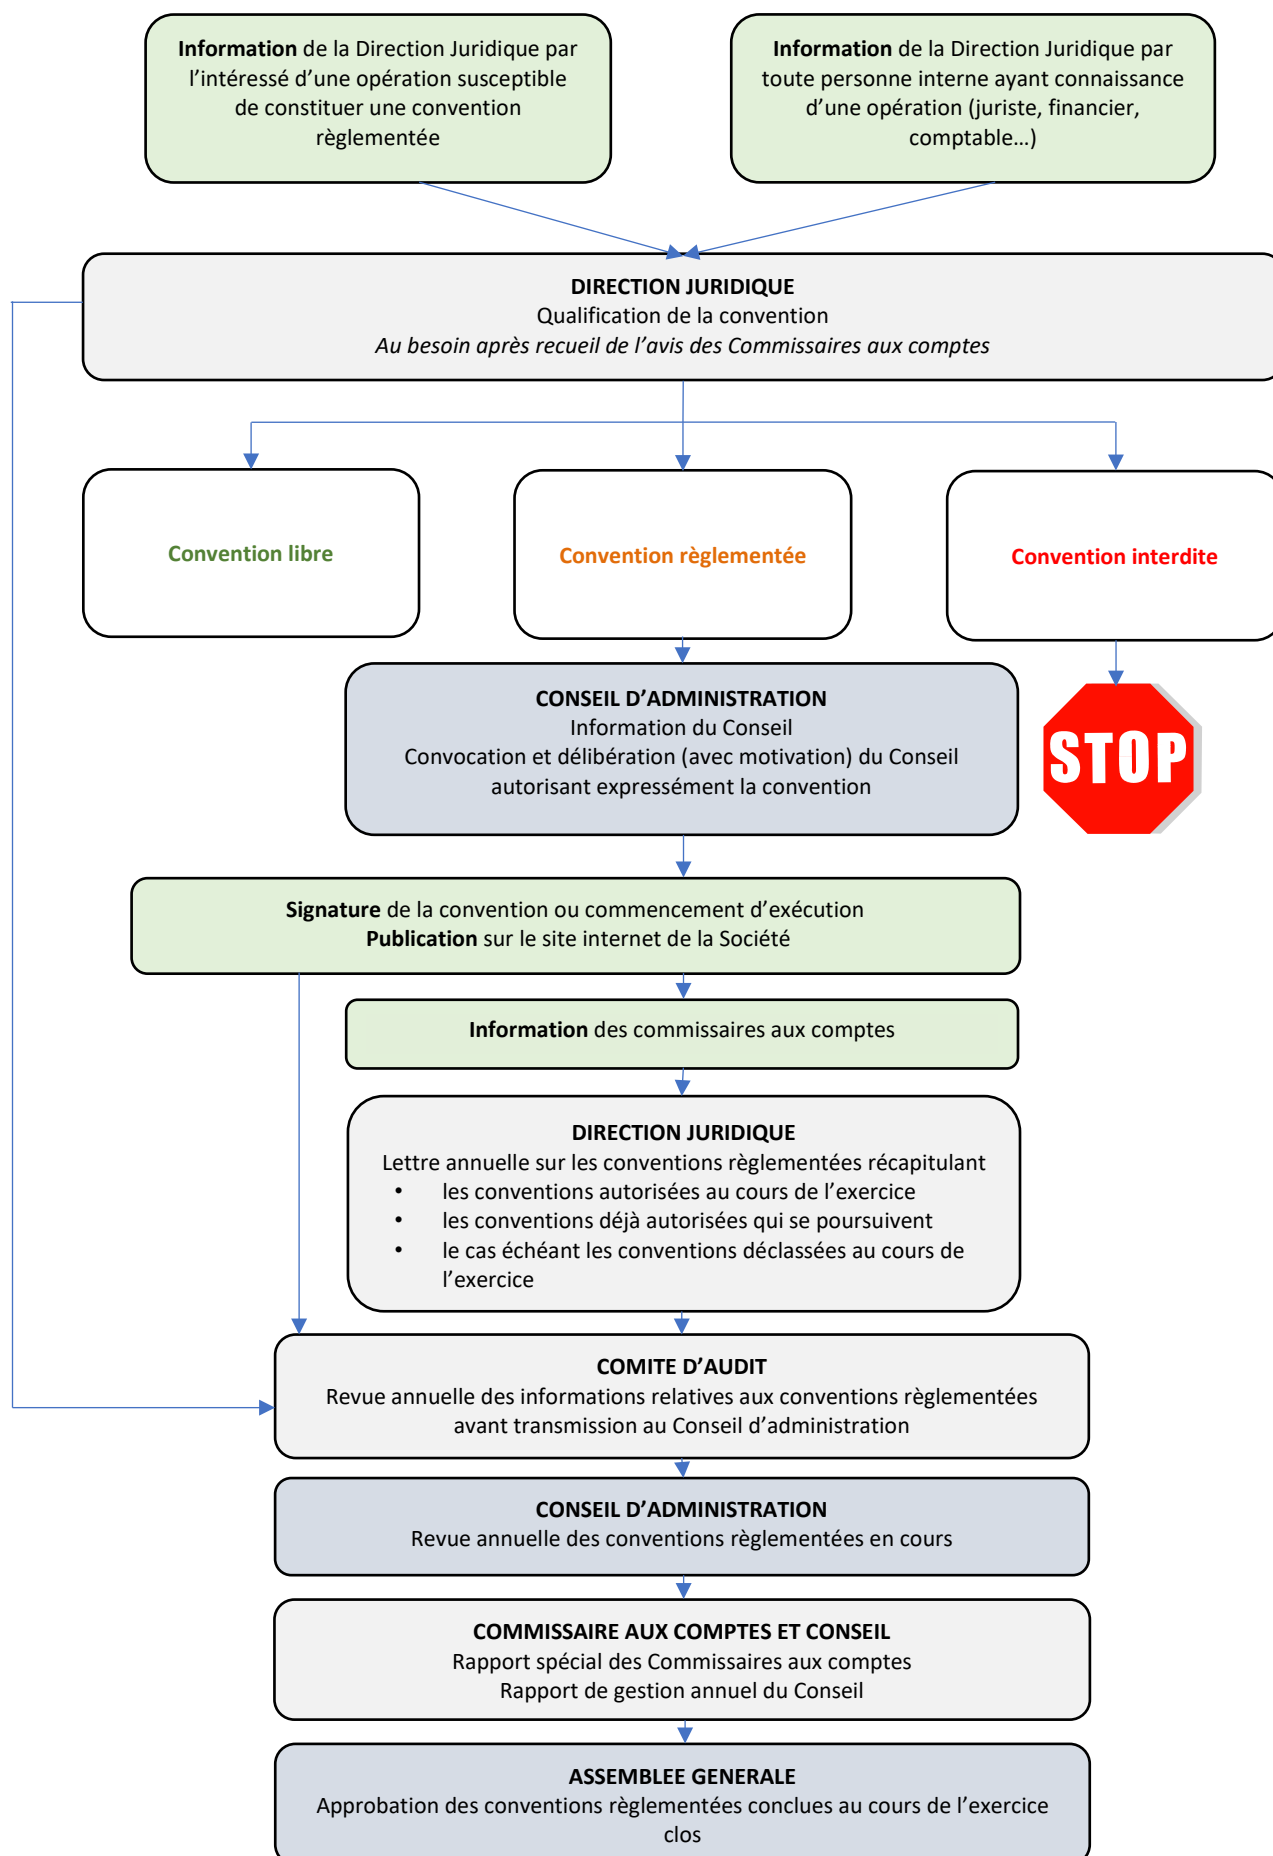 Information de la Direction Juridique par
l’intéressé d’une opération susceptible
de constituer une convention
règlementée
Information de la Direction Juridique par
toute personne interne ayant connaissance
d’une opération (juriste, financier,
comptable…)
DIRECTION JURIDIQUE
Qualification de la convention
Au besoin après recueil de l’avis des Commissaires aux comptes
Convention libre
Convention règlementée
Convention interdite
CONSEIL D’ADMINISTRATION
Information du Conseil
Convocation et délibération (avec motivation) du Conseil
autorisant expressément la convention
STOP
Signature de la convention ou commencement d’exécution
Publication sur le site internet de la Société
Information des commissaires aux comptes
DIRECTION JURIDIQUE
Lettre annuelle sur les conventions règlementées récapitulant
• les conventions autorisées au cours de l’exercice
• les conventions déjà autorisées qui se poursuivent
• le cas échéant les conventions déclassées au cours de
l’exercice
COMITE D’AUDIT
Revue annuelle des informations relatives aux conventions règlementées
avant transmission au Conseil d’administration
CONSEIL D’ADMINISTRATION
Revue annuelle des conventions règlementées en cours
COMMISSAIRE AUX COMPTES ET CONSEIL
Rapport spécial des Commissaires aux comptes
Rapport de gestion annuel du Conseil
ASSEMBLEE GENERALE
Approbation des conventions règlementées conclues au cours de l’exercice
clos